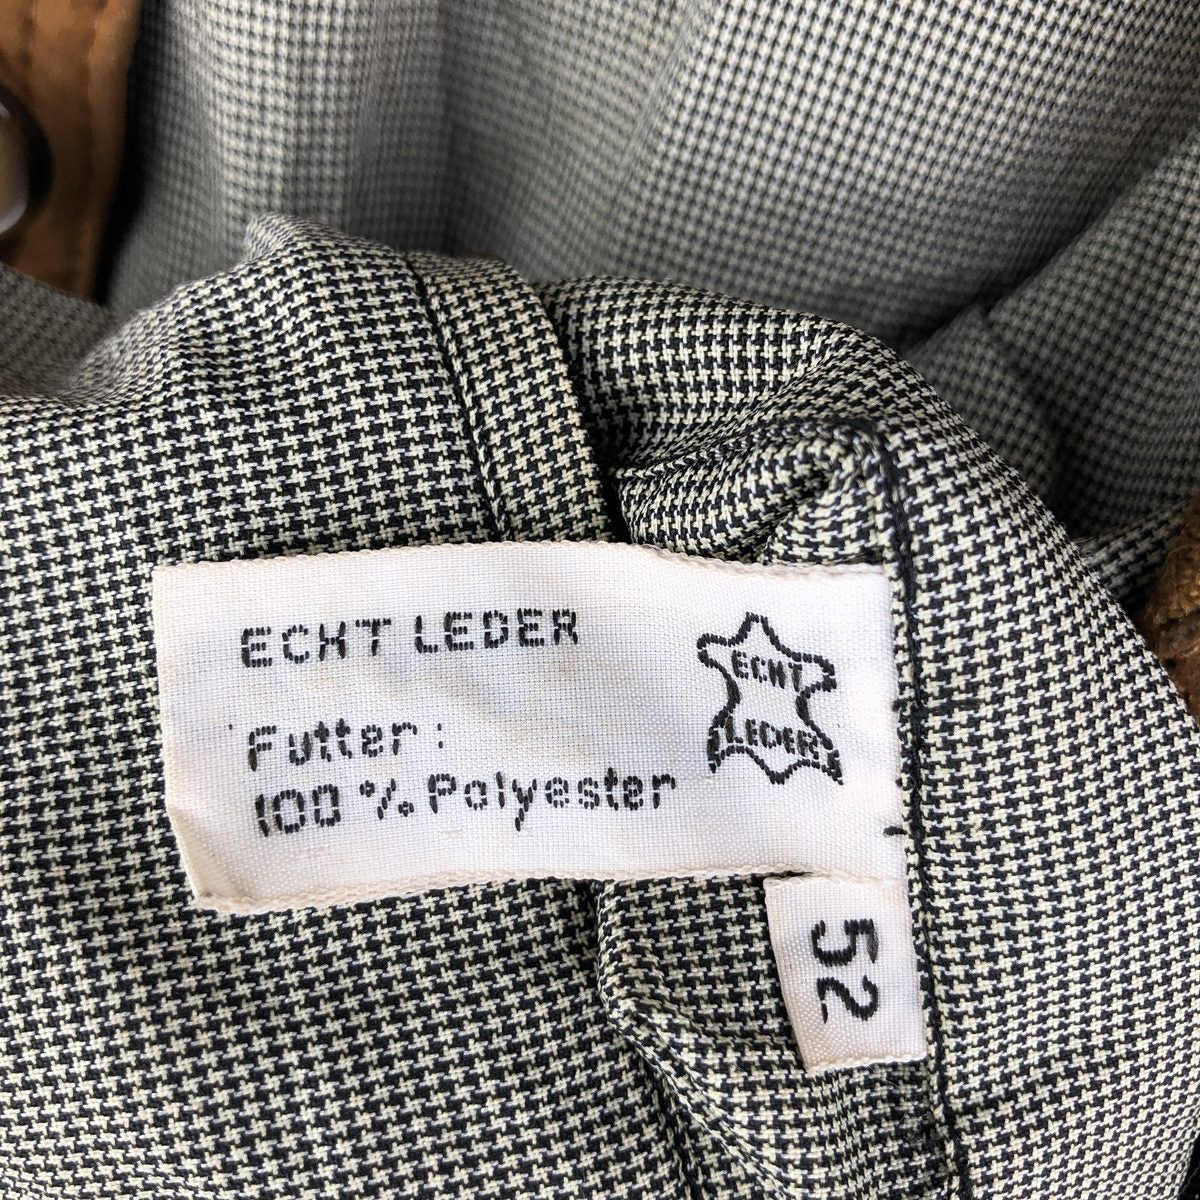 ECHT LEDER
Futter:
100 % Polyester
ECHT
LEDER
52